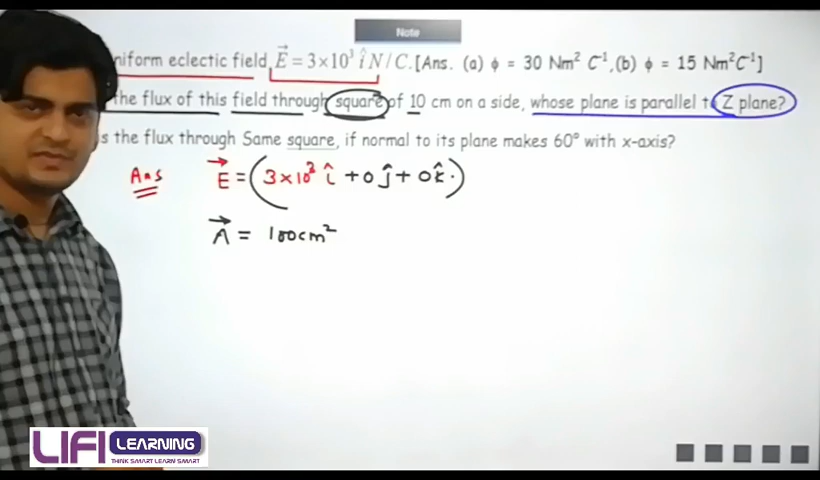 Note
niform eclectic field, E⃗ = 3×10³ î N/C. [Ans. (a) ϕ = 30 Nm² C⁻¹,(b) ϕ = 15 Nm²C⁻¹]
the flux of this field through square of 10 cm on a side, whose plane is parallel to Z plane?
s the flux through Same square, if normal to its plane makes 60° with x-axis?
Ans E⃗ = (3×10³ î + 0 ĵ + 0 k̂.)
A⃗ = 100cm²
LIFI LEARNING
THINK SMART LEARN SMART